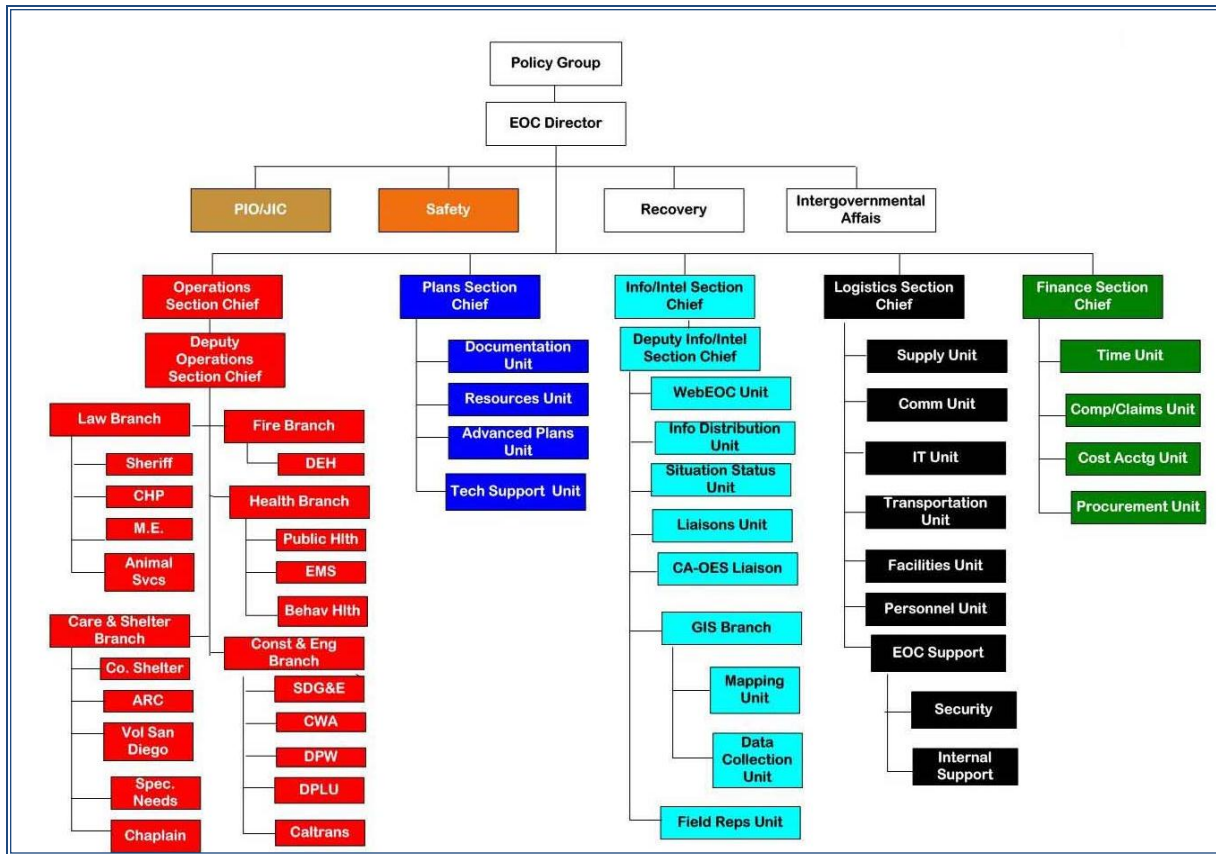 Policy Group
EOC Director
PIO/JIC
Safety
Recovery
Intergovernmental
Affais
Operations
Section Chief
Deputy
Operations
Section Chief
Law Branch
Sheriff
CHP
M.E.
Animal
Svcs
Care & Shelter
Branch
Co. Shelter
ARC
Vol San
Diego
Spec.
Needs
Chaplain
Fire Branch
DEH
Health Branch
Public Hlth
EMS
Behav Hlth
Const & Eng
Branch
SDG&E
CWA
DPW
DPLU
Caltrans
Plans Section
Chief
Documentation
Unit
Resources Unit
Advanced Plans
Unit
Tech Support Unit
Info/Intel Section
Chief
Deputy Info/Intel
Section Chief
WebEOC Unit
Info Distribution
Unit
Situation Status
Unit
Liaisons Unit
CA-OES Liaison
GIS Branch
Mapping
Unit
Data
Collection
Unit
Field Reps Unit
Logistics Section
Chief
Supply Unit
Comm Unit
IT Unit
Transportation
Unit
Facilities Unit
Personnel Unit
EOC Support
Security
Internal
Support
Finance Section
Chief
Time Unit
Comp/Claims Unit
Cost Acctg Unit
Procurement Unit